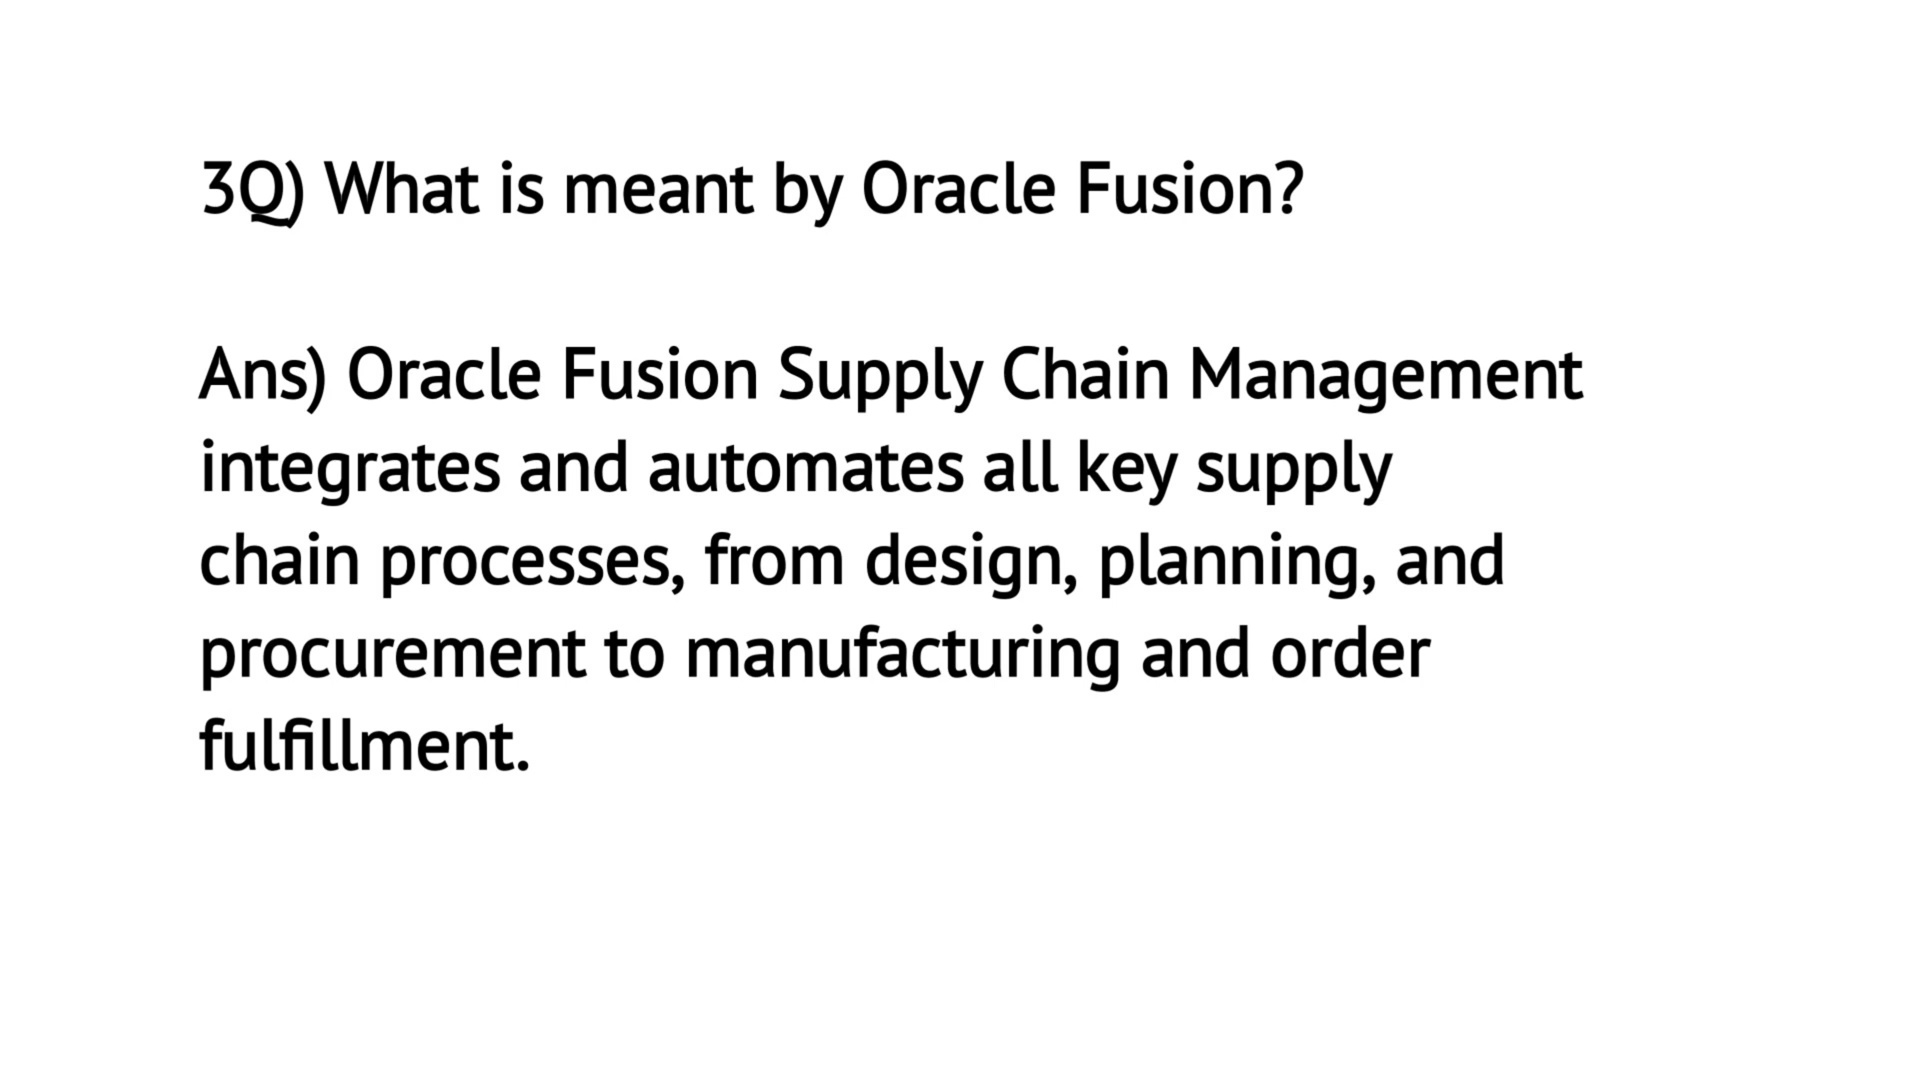 3Q) What is meant by Oracle Fusion?
Ans) Oracle Fusion Supply Chain Management
integrates and automates all key supply
chain processes, from design, planning, and
procurement to manufacturing and order
fulfillment.